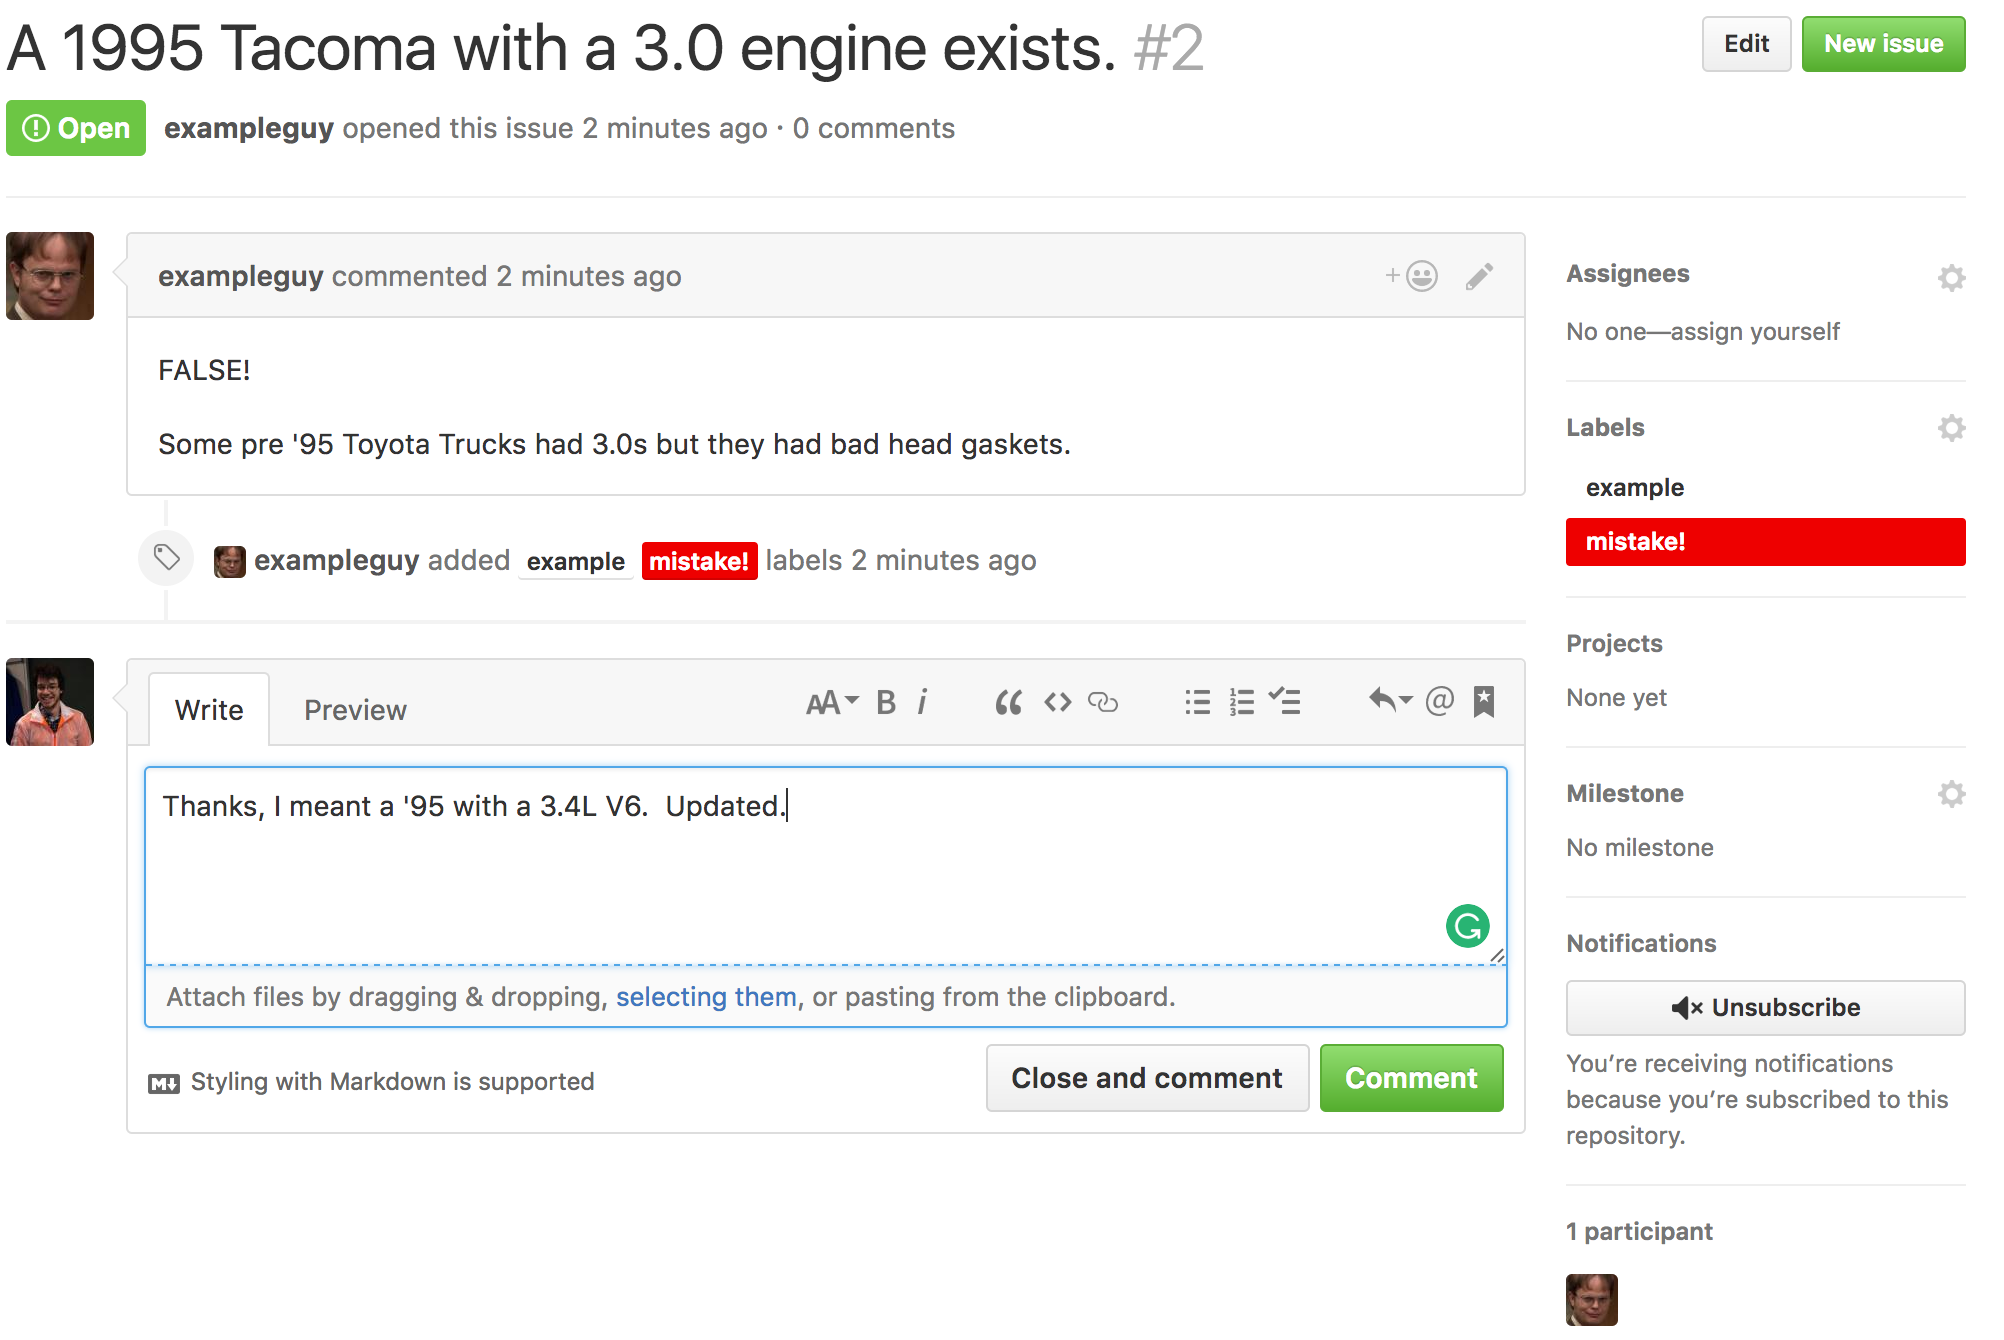 A 1995 Tacoma with a 3.0 engine exists. #2
Edit
New issue
Open
exampleguy opened this issue 2 minutes ago · 0 comments
exampleguy commented 2 minutes ago
FALSE!
Some pre '95 Toyota Trucks had 3.0s but they had bad head gaskets.
exampleguy added example mistake! labels 2 minutes ago
Write
Preview
AA B i
Thanks, I meant a '95 with a 3.4L V6.  Updated.
Attach files by dragging & dropping, selecting them, or pasting from the clipboard.
Styling with Markdown is supported
Close and comment
Comment
Assignees
No one—assign yourself
Labels
example
mistake!
Projects
None yet
Milestone
No milestone
Notifications
Unsubscribe
You’re receiving notifications
because you’re subscribed to this
repository.
1 participant